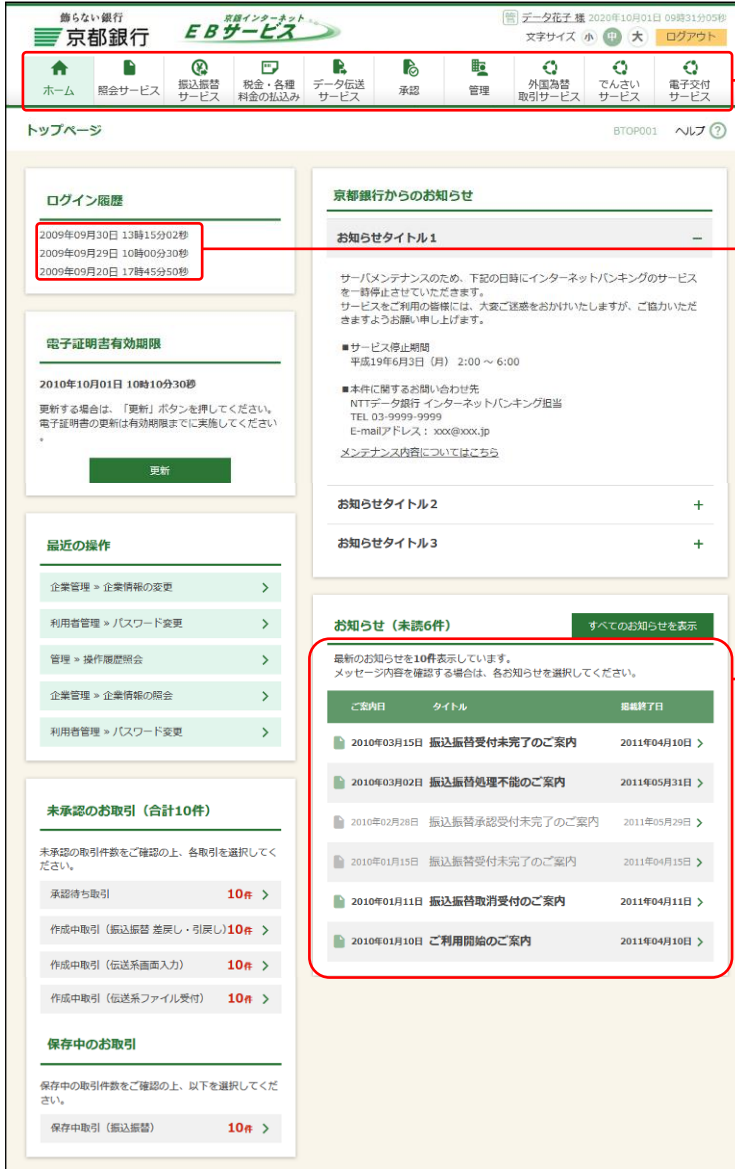 飾らない銀行
京都銀行
京銀インターネット
EBサービス
管 データ花子 様 2020年10月01日 09時31分05秒
文字サイズ 小 中 大 ログアウト
ホーム
照会サービス
振込振替
サービス
税金・各種
料金の払込み
データ伝送
サービス
承認
管理
外国為替
取引サービス
でんさい
サービス
電子交付
サービス
トップページ
BTOP001 ヘルプ ?
ログイン履歴
2009年09月30日 13時15分02秒
2009年09月29日 10時00分30秒
2009年09月20日 17時45分50秒
電子証明書有効期限
2010年10月01日 10時10分30秒
更新する場合は、「更新」ボタンを押してください。
電子証明書の更新は有効期限までに実施してください
。
更新
最近の操作
企業管理 » 企業情報の変更
利用者管理 » パスワード変更
管理 » 操作履歴照会
企業管理 » 企業情報の照会
利用者管理 » パスワード変更
未承認のお取引（合計10件）
未承認の取引件数をご確認の上、各取引を選択してく
ださい。
承認待ち取引 10件
作成中取引（振込振替 差戻し・引戻し） 10件
作成中取引（伝送系画面入力） 10件
作成中取引（伝送系ファイル受付） 10件
保存中のお取引
保存中の取引件数をご確認の上、以下を選択してくだ
さい。
保存中取引（振込振替） 10件
京都銀行からのお知らせ
お知らせタイトル1 −
サーバメンテナンスのため、下記の日時にインターネットバンキングのサービス
を一時停止させていただきます。
サービスをご利用の皆様には、大変ご迷惑をおかけいたしますが、ご協力いただ
きますようお願い申し上げます。
■サービス停止期間
平成19年6月3日（月） 2:00 ～ 6:00
■本件に関するお問い合わせ先
NTTデータ銀行 インターネットバンキング担当
TEL 03-9999-9999
E-mailアドレス： xxx@xxx.jp
メンテナンス内容についてはこちら
お知らせタイトル2 +
お知らせタイトル3 +
お知らせ（未読6件） すべてのお知らせを表示
最新のお知らせを10件表示しています。
メッセージ内容を確認する場合は、各お知らせを選択してください。
ご案内日 タイトル 掲載終了日
2010年03月15日 振込振替受付未完了のご案内 2011年04月10日
2010年03月02日 振込振替処理不能のご案内 2011年05月31日
2010年02月28日 振込振替承認受付未完了のご案内 2011年05月29日
2010年01月15日 振込振替受付未完了のご案内 2011年04月15日
2010年01月11日 振込振替取消受付のご案内 2011年04月11日
2010年01月10日 ご利用開始のご案内 2011年04月10日